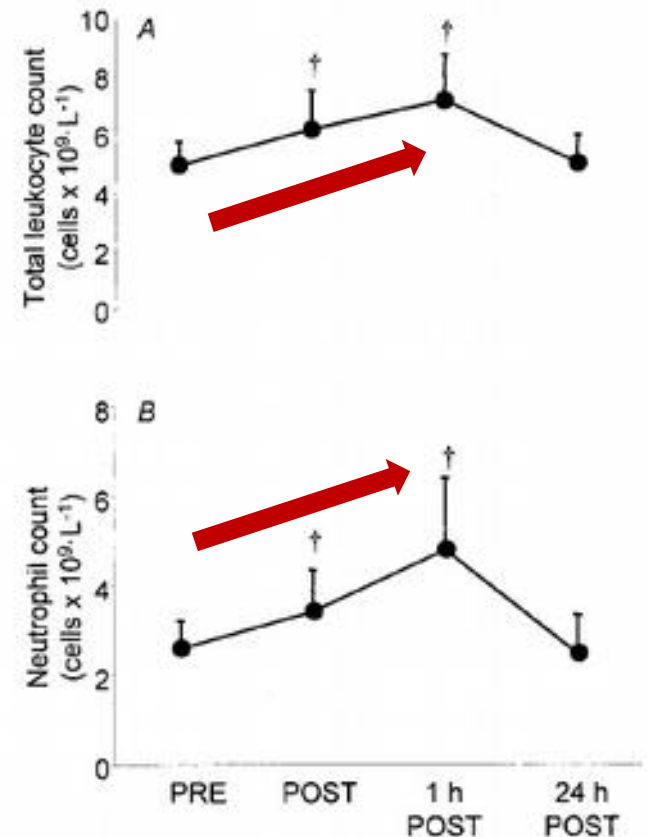 A
Total leukocyte count
(cells x 10⁹·L⁻¹)
10
8
6
4
2
0
†
†
B
Neutrophil count
(cells x 10⁹·L⁻¹)
8
6
4
2
0
†
†
PRE POST 1 h POST 24 h POST